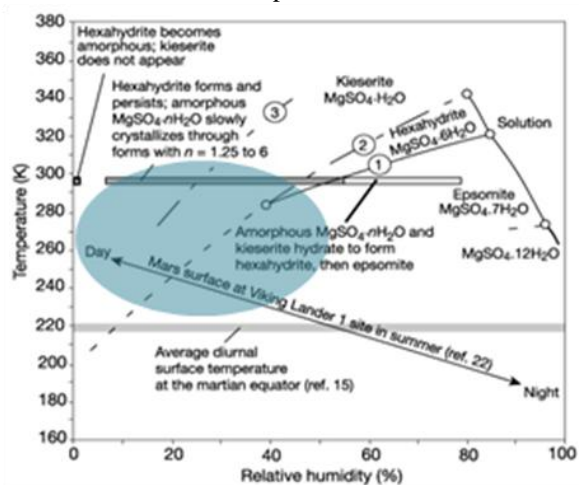 380
360
340
320
300
280
260
240
220
200
180
160
Temperature (K)
Hexahydrite becomes
amorphous; kieserite
does not appear
Hexahydrite forms and
persists; amorphous
MgSO4·nH2O slowly
crystallizes through
forms with n = 1.25 to 6
3
Kieserite
MgSO4·H2O
2
Hexahydrite
MgSO4·6H2O
1
Solution
Epsomite
MgSO4.7H2O
MgSO4.12H2O
Amorphous MgSO4·nH2O and
kieserite hydrate to form
hexahydrite, then epsomite
Day
Mars surface at Viking Lander 1 site in summer (ref. 22)
Night
Average diurnal
surface temperature
at the martian equator (ref. 15)
0 20 40 60 80 100
Relative humidity (%)